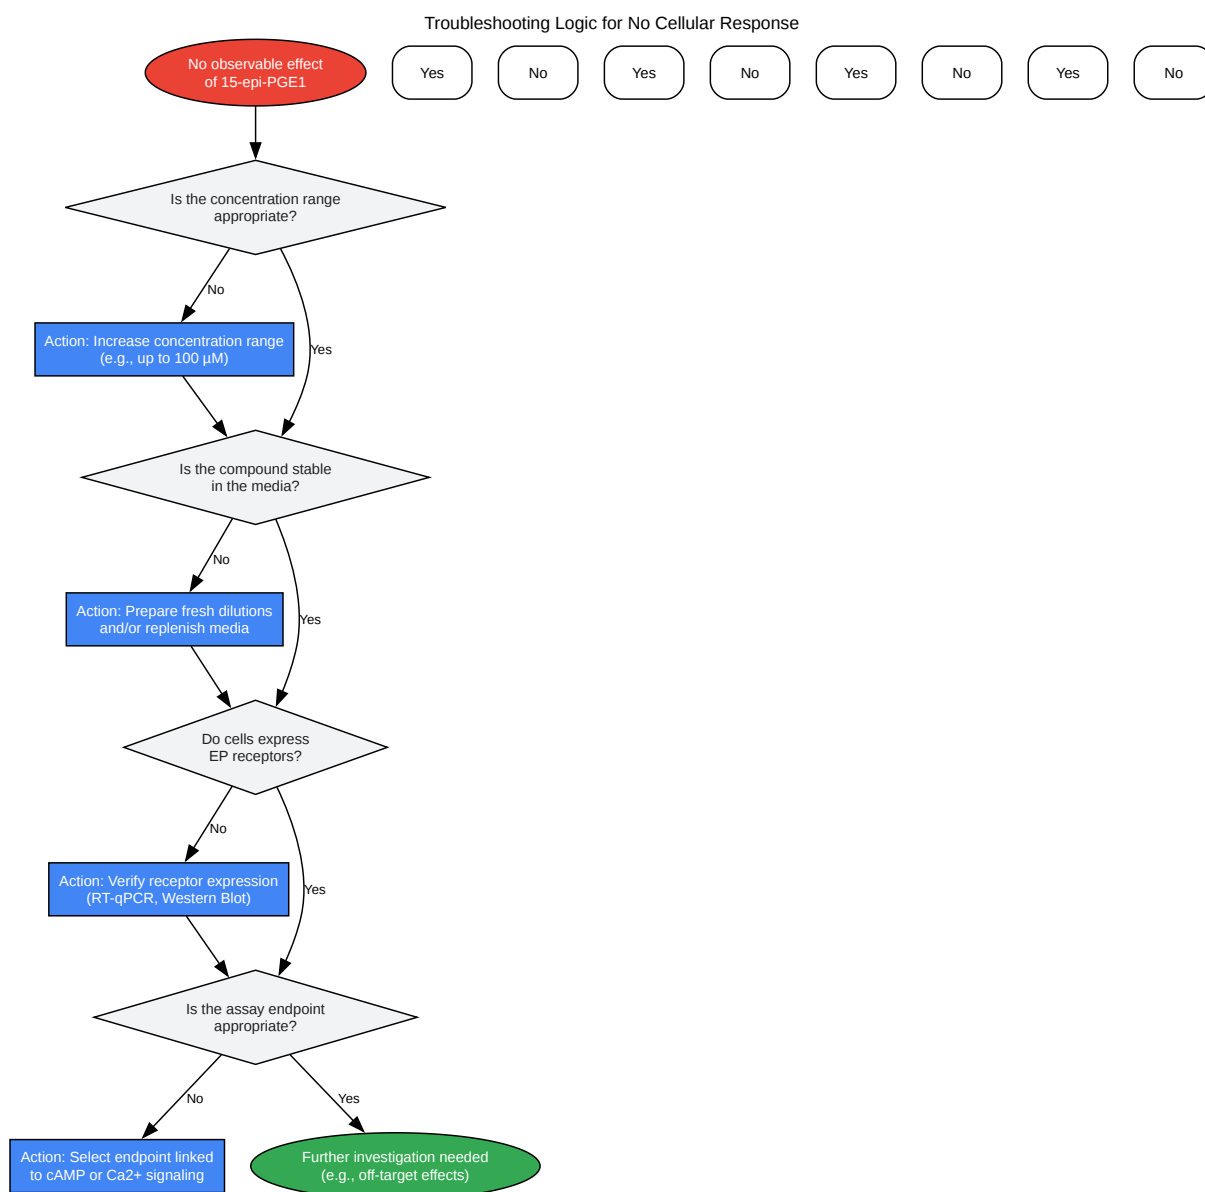 Troubleshooting Logic for No Cellular Response
No observable effect
of 15-epi-PGE1
Yes
No
Yes
No
Yes
No
Yes
No
Is the concentration range
appropriate?
No
Action: Increase concentration range
(e.g., up to 100 µM)
Yes
Is the compound stable
in the media?
No
Action: Prepare fresh dilutions
and/or replenish media
Yes
Do cells express
EP receptors?
No
Action: Verify receptor expression
(RT-qPCR, Western Blot)
Yes
Is the assay endpoint
appropriate?
No
Yes
Action: Select endpoint linked
to cAMP or Ca2+ signaling
Further investigation needed
(e.g., off-target effects)